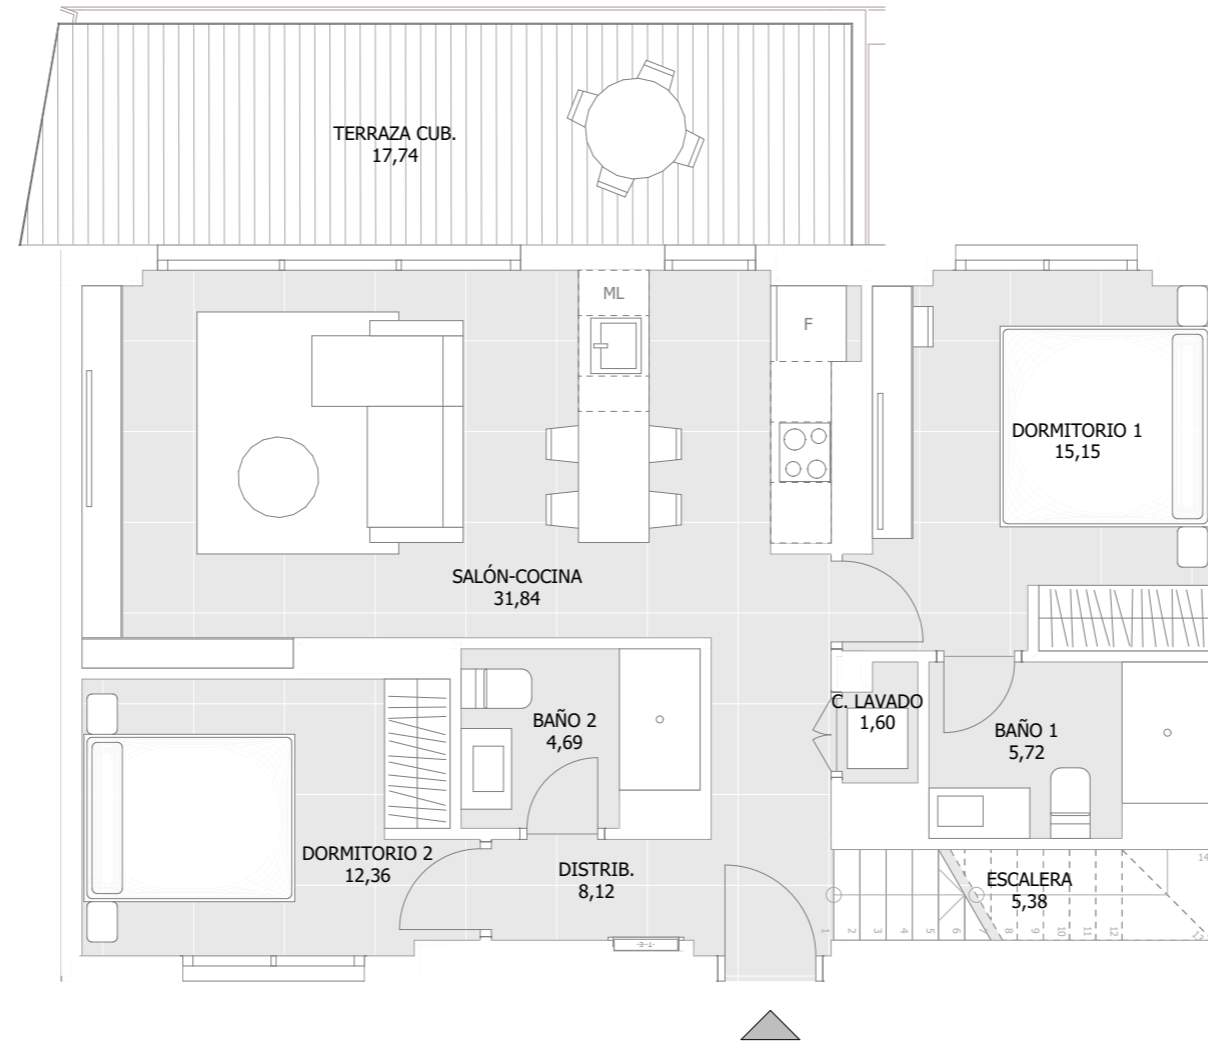 TERRAZA CUB.
17,74
ML
F
DORMITORIO 1
15,15
SALÓN-COCINA
31,84
C. LAVADO
1,60
BAÑO 2
4,69
BAÑO 1
5,72
DORMITORIO 2
12,36
DISTRIB.
8,12
ESCALERA
5,38
-T-E-
1
2
3
4
5
6
7
8
9
10
11
12
13
14